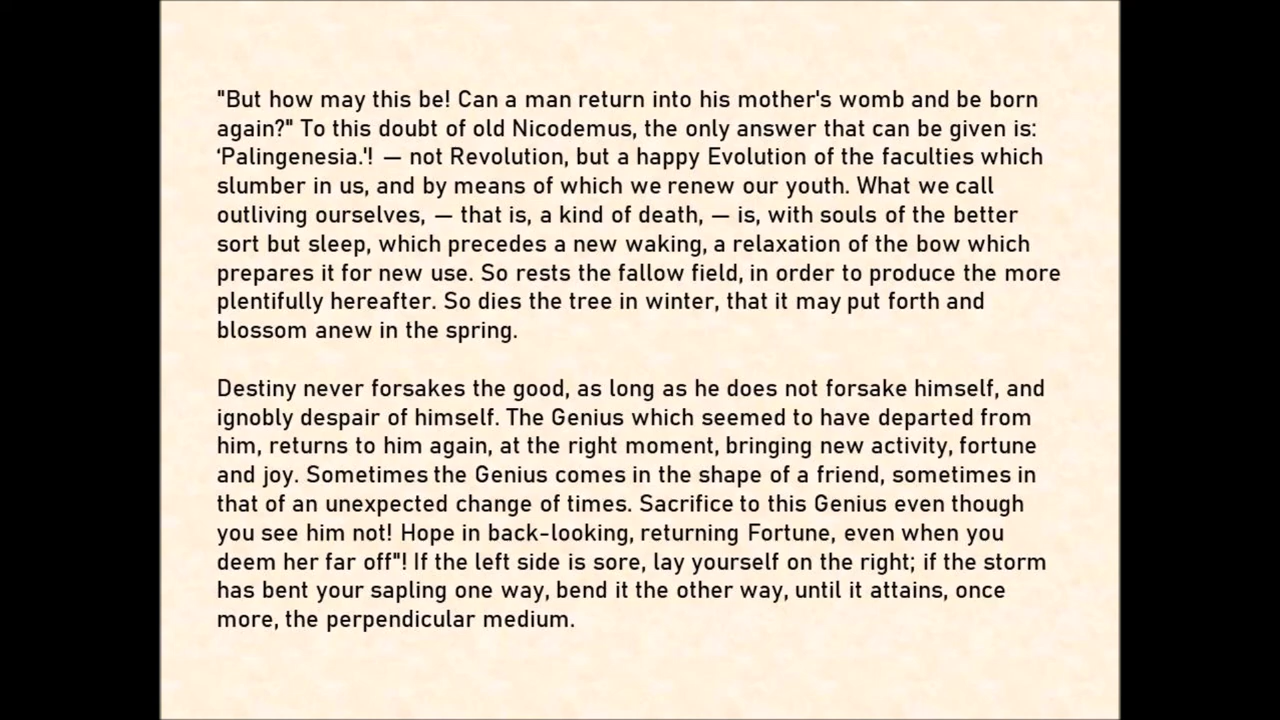 "But how may this be! Can a man return into his mother's womb and be born
again?" To this doubt of old Nicodemus, the only answer that can be given is:
‘Palingenesia.'! — not Revolution, but a happy Evolution of the faculties which
slumber in us, and by means of which we renew our youth. What we call
outliving ourselves, — that is, a kind of death, — is, with souls of the better
sort but sleep, which precedes a new waking, a relaxation of the bow which
prepares it for new use. So rests the fallow field, in order to produce the more
plentifully hereafter. So dies the tree in winter, that it may put forth and
blossom anew in the spring.

Destiny never forsakes the good, as long as he does not forsake himself, and
ignobly despair of himself. The Genius which seemed to have departed from
him, returns to him again, at the right moment, bringing new activity, fortune
and joy. Sometimes the Genius comes in the shape of a friend, sometimes in
that of an unexpected change of times. Sacrifice to this Genius even though
you see him not! Hope in back-looking, returning Fortune, even when you
deem her far off"! If the left side is sore, lay yourself on the right; if the storm
has bent your sapling one way, bend it the other way, until it attains, once
more, the perpendicular medium.